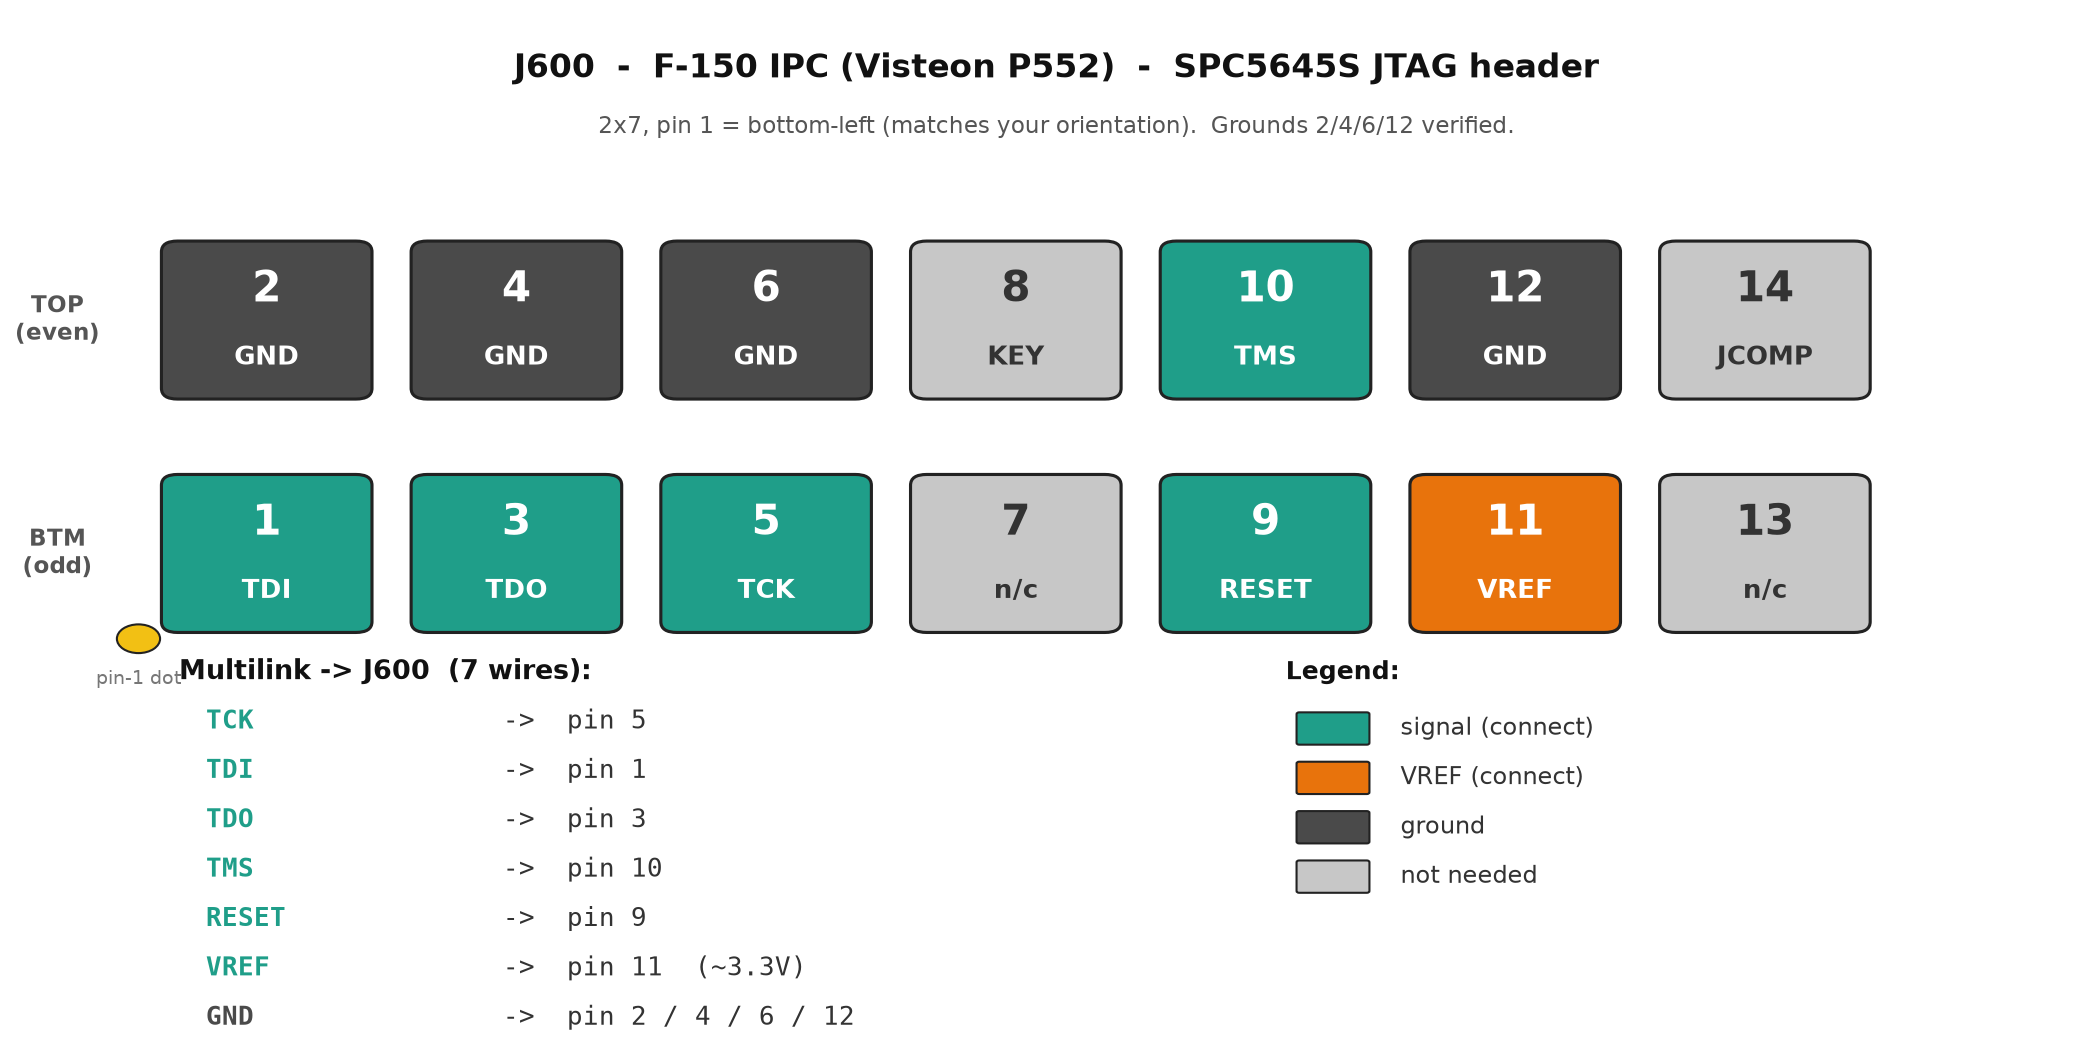 J600  -  F-150 IPC (Visteon P552)  -  SPC5645S JTAG header
2x7, pin 1 = bottom-left (matches your orientation).  Grounds 2/4/6/12 verified.
TOP
(even)
2 4 6 8 10 12 14
GND GND GND KEY TMS GND JCOMP
BTM
(odd)
1 3 5 7 9 11 13
TDI TDO TCK n/c RESET VREF n/c
pin-1 dot
Multilink -> J600  (7 wires):
TCK -> pin 5
TDI -> pin 1
TDO -> pin 3
TMS -> pin 10
RESET -> pin 9
VREF -> pin 11  (~3.3V)
GND -> pin 2 / 4 / 6 / 12
Legend:
signal (connect)
VREF (connect)
ground
not needed